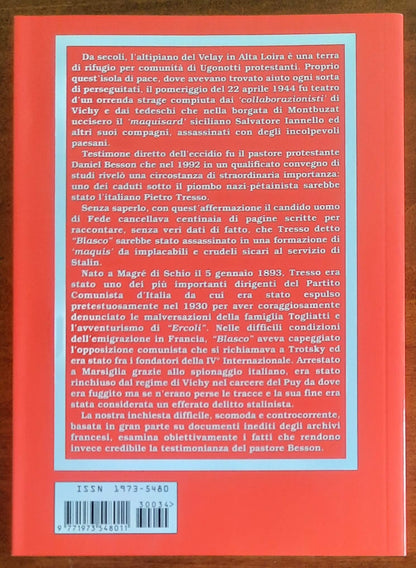 Da secoli, l'altipiano del Velay in Alta Loira è una terra
di rifugio per comunità di Ugonotti protestanti. Proprio
quest'isola di pace, dove avevano trovato aiuto ogni sorta
di perseguitati, il pomeriggio del 22 aprile 1944 fu teatro
d'un orrenda strage compiuta dai 'collaborazionisti' di
Vichy e dai tedeschi che nella borgata di Montbuzat
uccisero il 'maquisard' siciliano Salvatore Iannello ed
altri suoi compagni, assassinati con degli incolpevoli
paesani.
Testimone diretto dell'eccidio fu il pastore protestante
Daniel Besson che nel 1992 in un qualificato convegno di
studi rivelò una circostanza di straordinaria importanza:
uno dei caduti sotto il piombo nazi-pétainista sarebbe
stato l'italiano Pietro Tresso.
Senza saperlo, con quest'affermazione il candido uomo
di Fede cancellava centinaia di pagine scritte per
raccontare, senza veri dati di fatto, che Tresso detto
"Blasco" sarebbe stato assassinato in una formazione di
'maquis' da implacabili e crudeli sicari al servizio di
Stalin.
Nato a Magré di Schio il 5 gennaio 1893, Tresso era
stato uno dei più importanti dirigenti del Partito
Comunista d'Italia da cui era stato espulso
pretestuosamente nel 1930 per aver coraggiosamente
denunciato le malversazioni della famiglia Togliatti e
l'avventurismo di "Ercoli". Nelle difficili condizioni
dell'emigrazione in Francia, "Blasco" aveva capeggiato
l'opposizione comunista che si richiamava a Trotsky ed
era stato fra i fondatori della IVª Internazionale. Arrestato
a Marsiglia grazie allo spionaggio italiano, era stato
rinchiuso dal regime di Vichy nel carcere del Puy da dove
era fuggito ma se n'erano perse le tracce e la sua fine era
stata considerata un efferato delitto stalinista.
La nostra inchiesta difficile, scomoda e controcorrente,
basata in gran parte su documenti inediti degli archivi
francesi, esamina obiettivamente i fatti che rendono
invece credibile la testimonianza del pastore Besson.
ISSN 1973-5480
30034
9 771973 548011